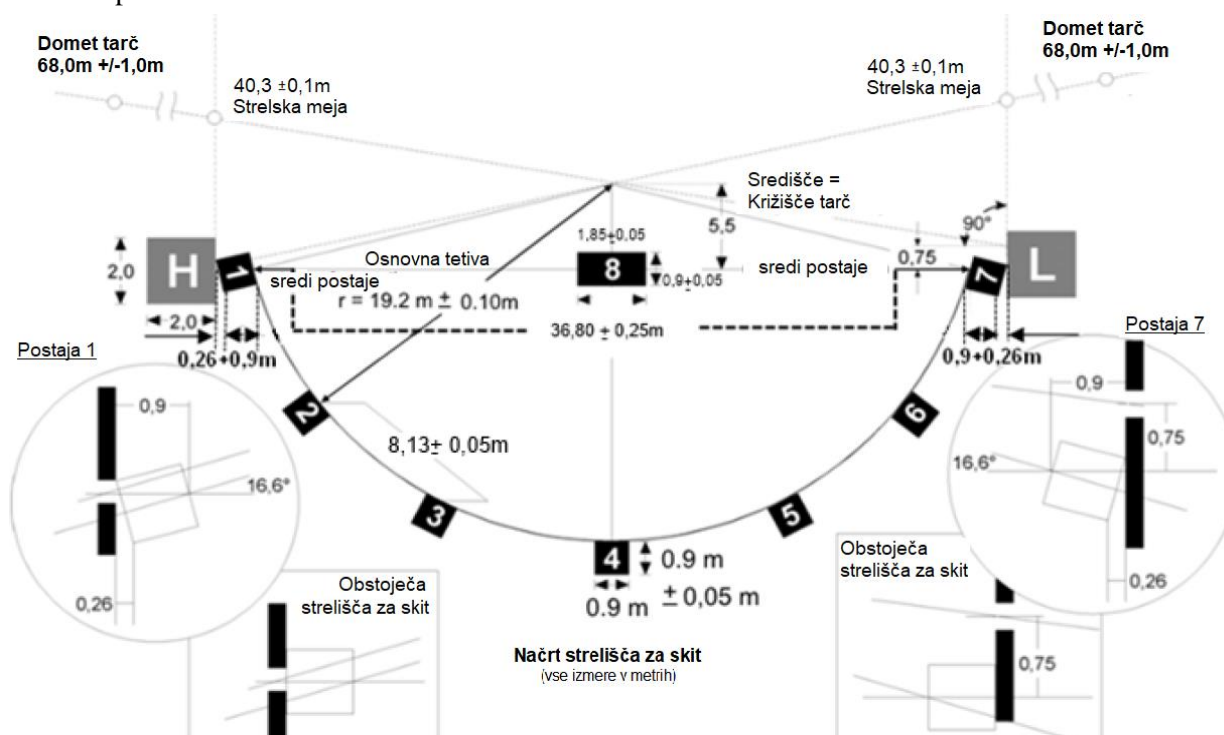 Domet tarč
68,0m +/-1,0m
Domet tarč
68,0m +/-1,0m
40,3 ±0,1m
Strelska meja
40,3 ±0,1m
Strelska meja
Središče =
Križišče tarč
5,5
90°
1,85±0.05
0,75
2,0
H
1
Osnovna tetiva
8
0,9±0,05
sredi postaje
sredi postaje
7
L
r = 19.2 m ± 0.10m
2,0
36,80 ± 0,25m
Postaja 1
0,26+0,9m
0,9+0,26m
Postaja 7
2
6
0,9
8,13± 0,05m
0,9
0,75
16,6°
16,6°
3
5
4
0.9 m
0.9 m
± 0,05 m
0,26
0,26
Obstoječa
strelišča za skit
Obstoječa
strelišča za skit
Načrt strelišča za skit
(vse izmere v metrih)
0,75